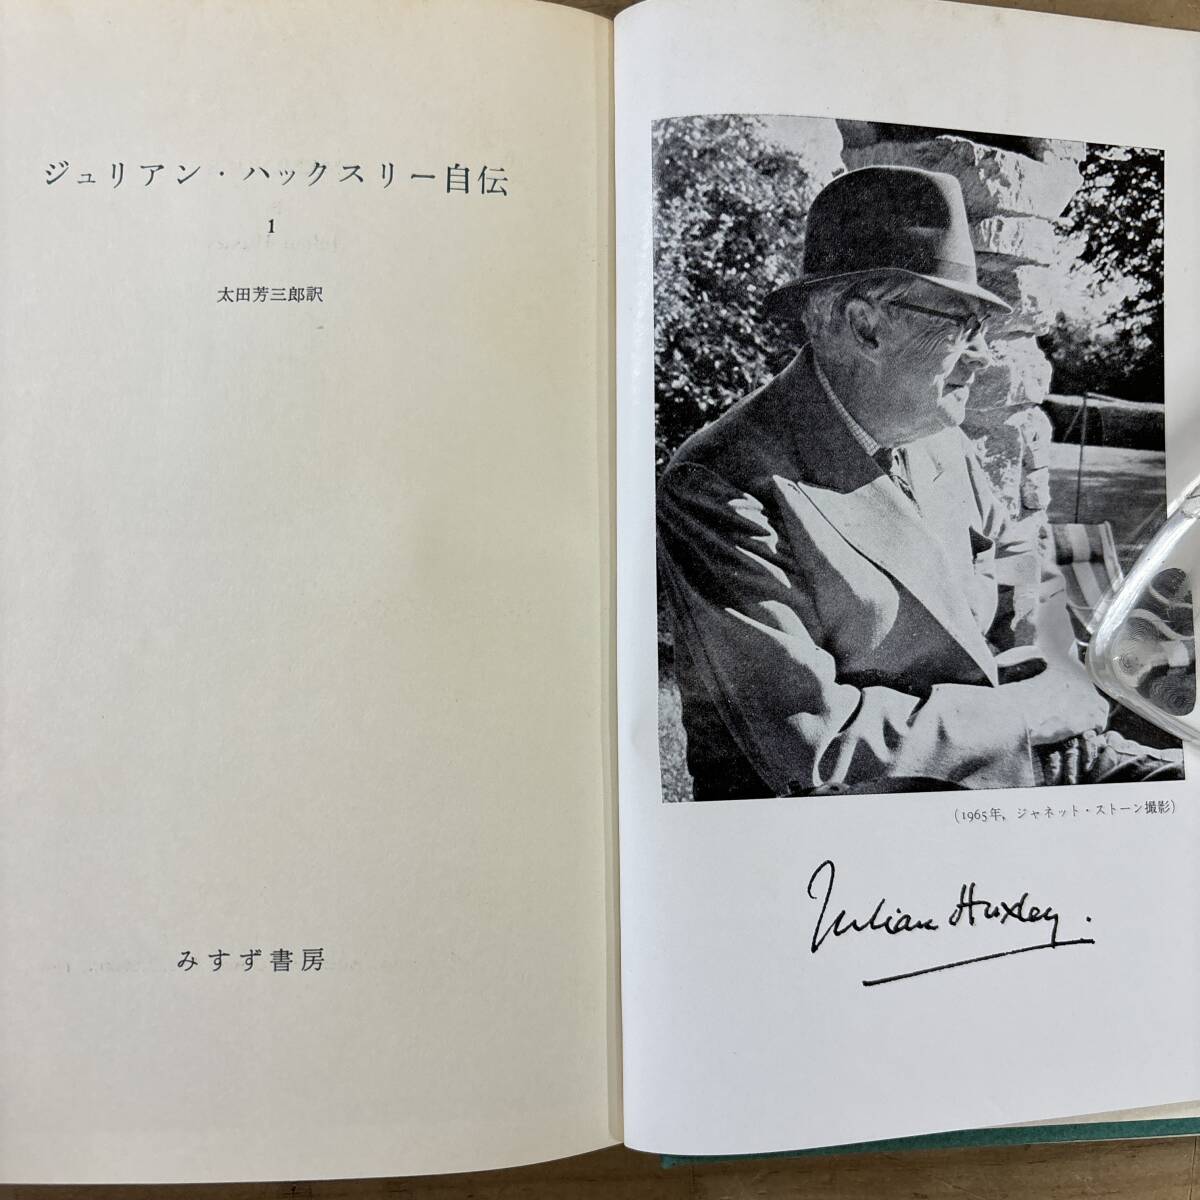 ジュリアン・ハックスリー自伝
1
太田芳三郎訳
みすず書房
(1965年,ジャネット・ストーン撮影)
Julian Huxley.